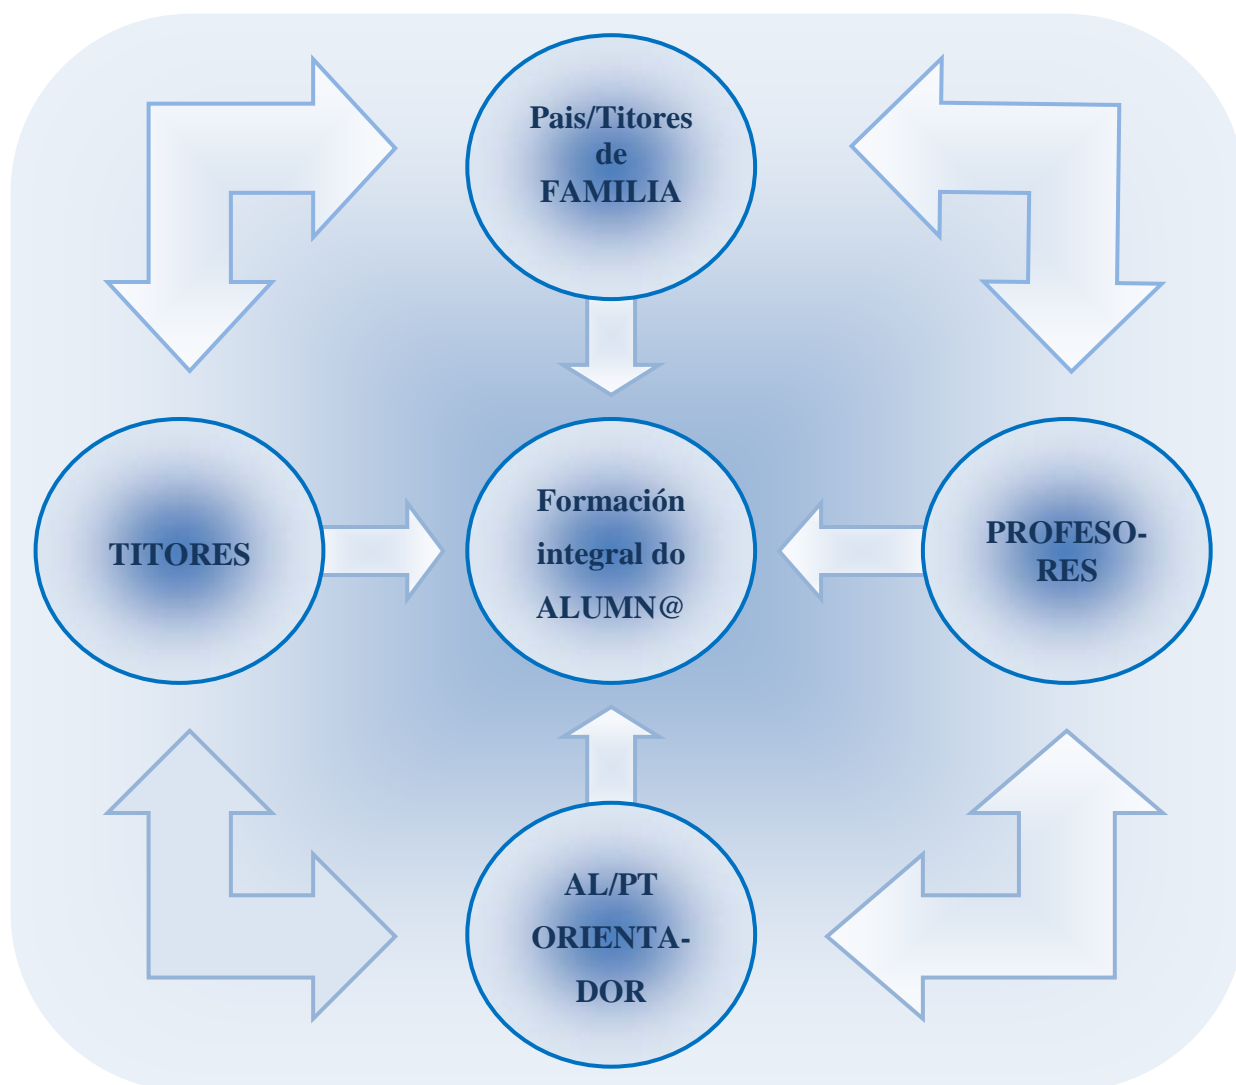 Pais/Titores
de
FAMILIA
TITORES
Formación
integral do
ALUMN@
PROFESO-
RES
AL/PT
ORIENTA-
DOR